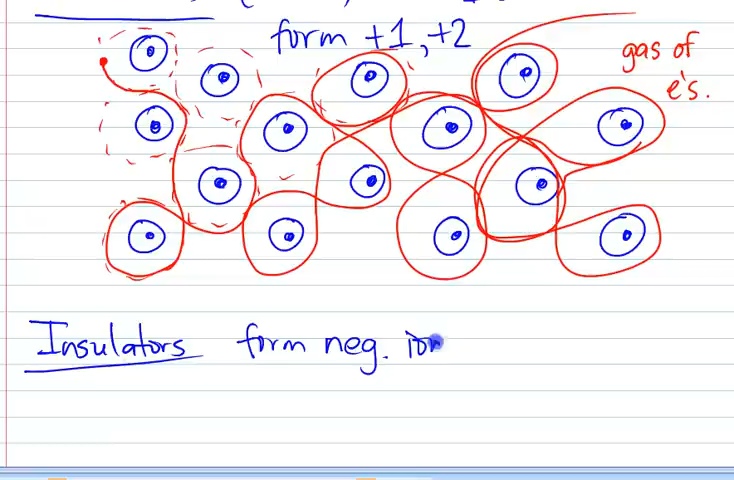 form +1, +2
gas of
e's.
Insulators form neg. ion